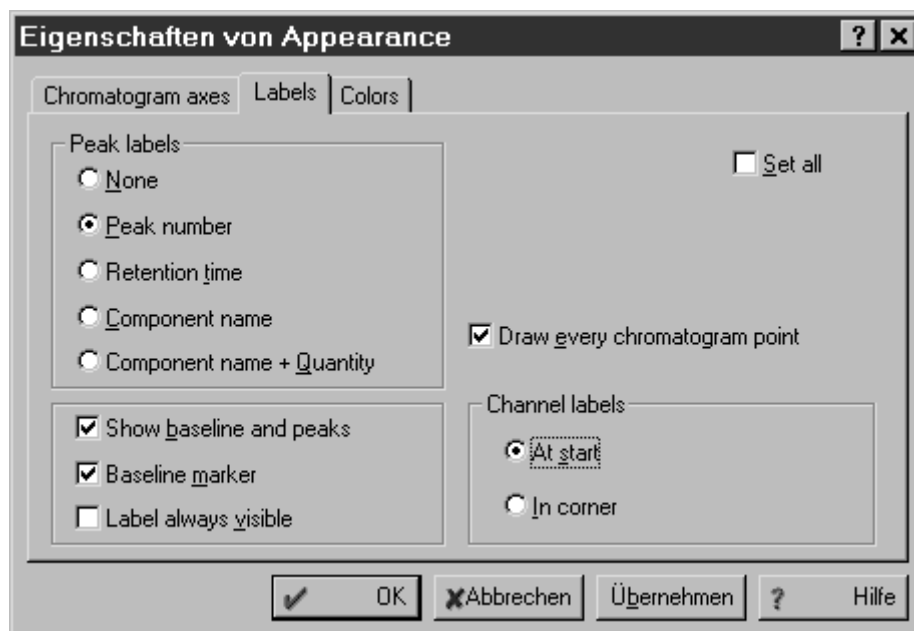 Eigenschaften von Appearance
Chromatogram axes Labels Colors
Peak labels
None
Peak number
Retention time
Component name
Component name + Quantity
Set all
Draw every chromatogram point
Show baseline and peaks
Baseline marker
Label always visible
Channel labels
At start
In corner
OK Abbrechen Übernehmen ? Hilfe